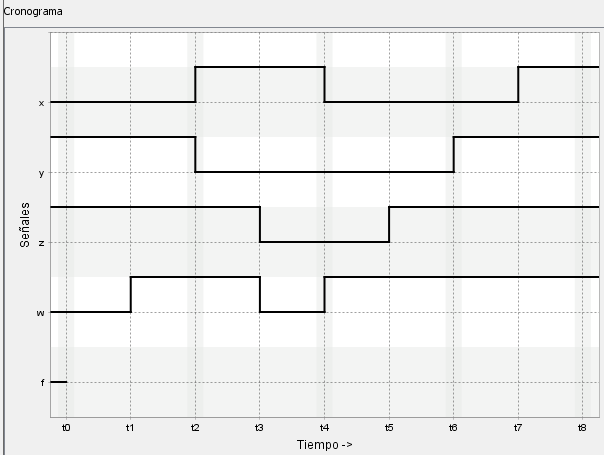 Cronograma
x
y
Señales
z
w
f
t0 t1 t2 t3 t4 t5 t6 t7 t8
Tiempo ->